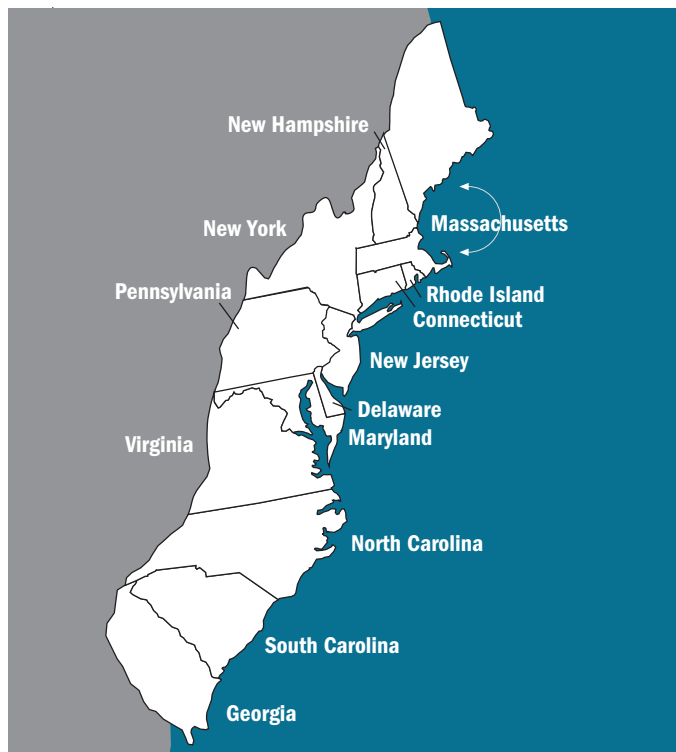 New Hampshire
New York
Massachusetts
Pennsylvania
Rhode Island
Connecticut
New Jersey
Delaware
Maryland
Virginia
North Carolina
South Carolina
Georgia